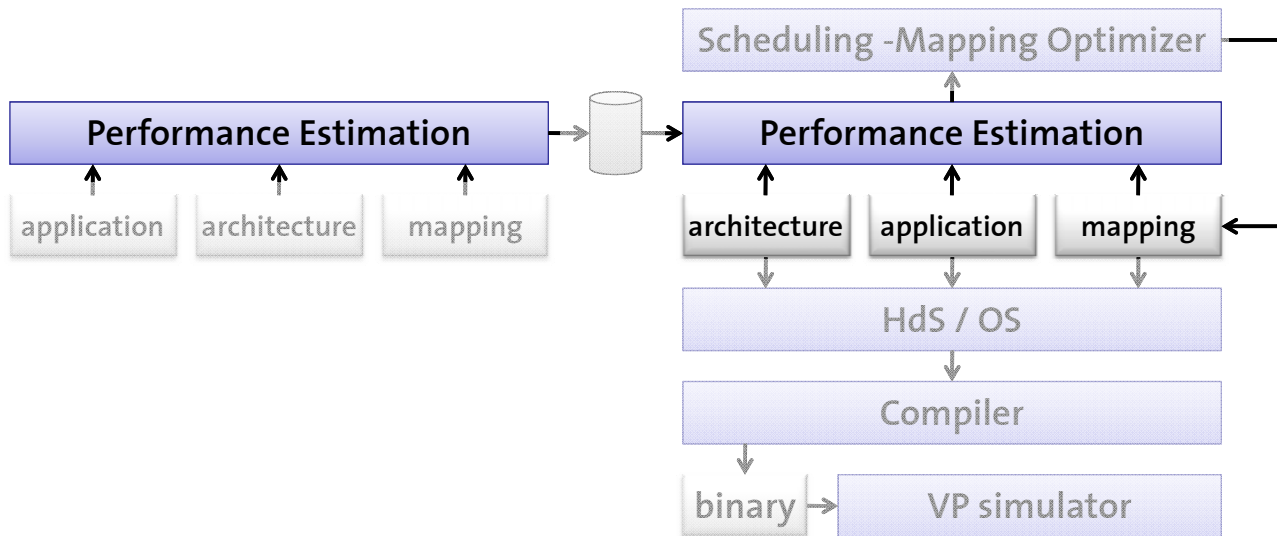 Scheduling -Mapping Optimizer
Performance Estimation
Performance Estimation
application
architecture
mapping
architecture
application
mapping
HdS / OS
Compiler
binary
VP simulator